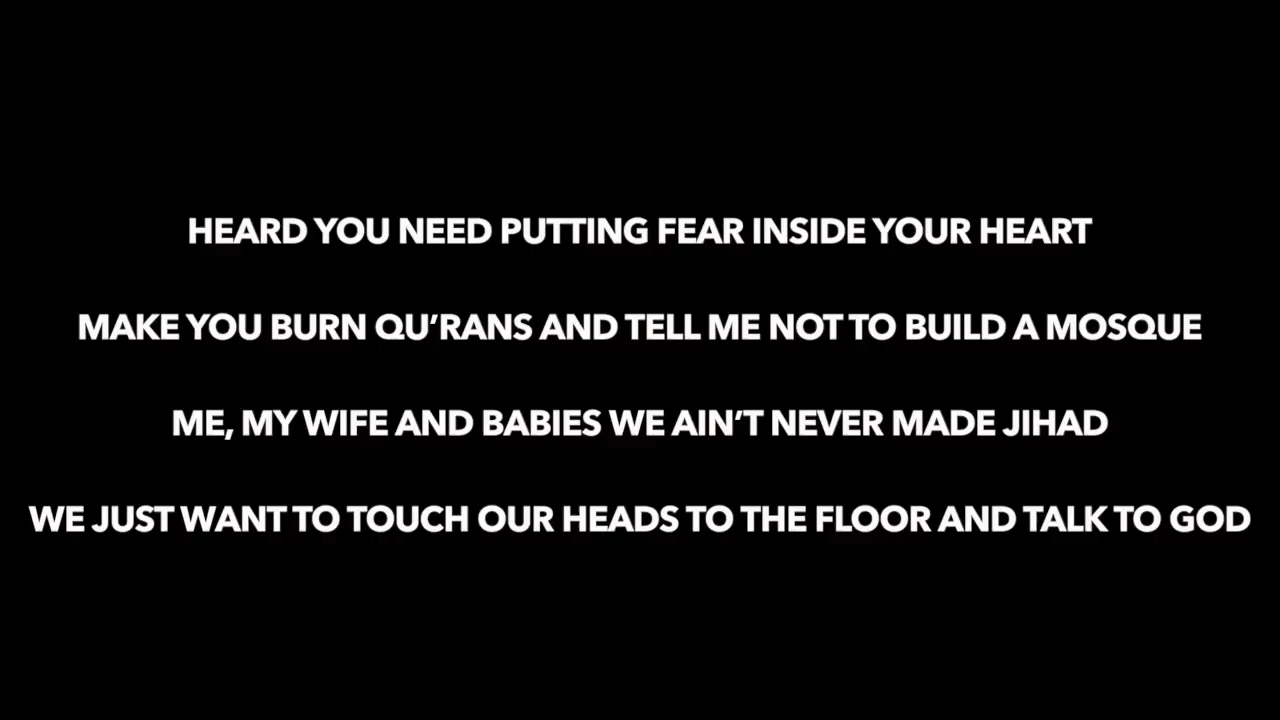 HEARD YOU NEED PUTTING FEAR INSIDE YOUR HEART
MAKE YOU BURN QU’RANS AND TELL ME NOT TO BUILD A MOSQUE
ME, MY WIFE AND BABIES WE AIN’T NEVER MADE JIHAD
WE JUST WANT TO TOUCH OUR HEADS TO THE FLOOR AND TALK TO GOD